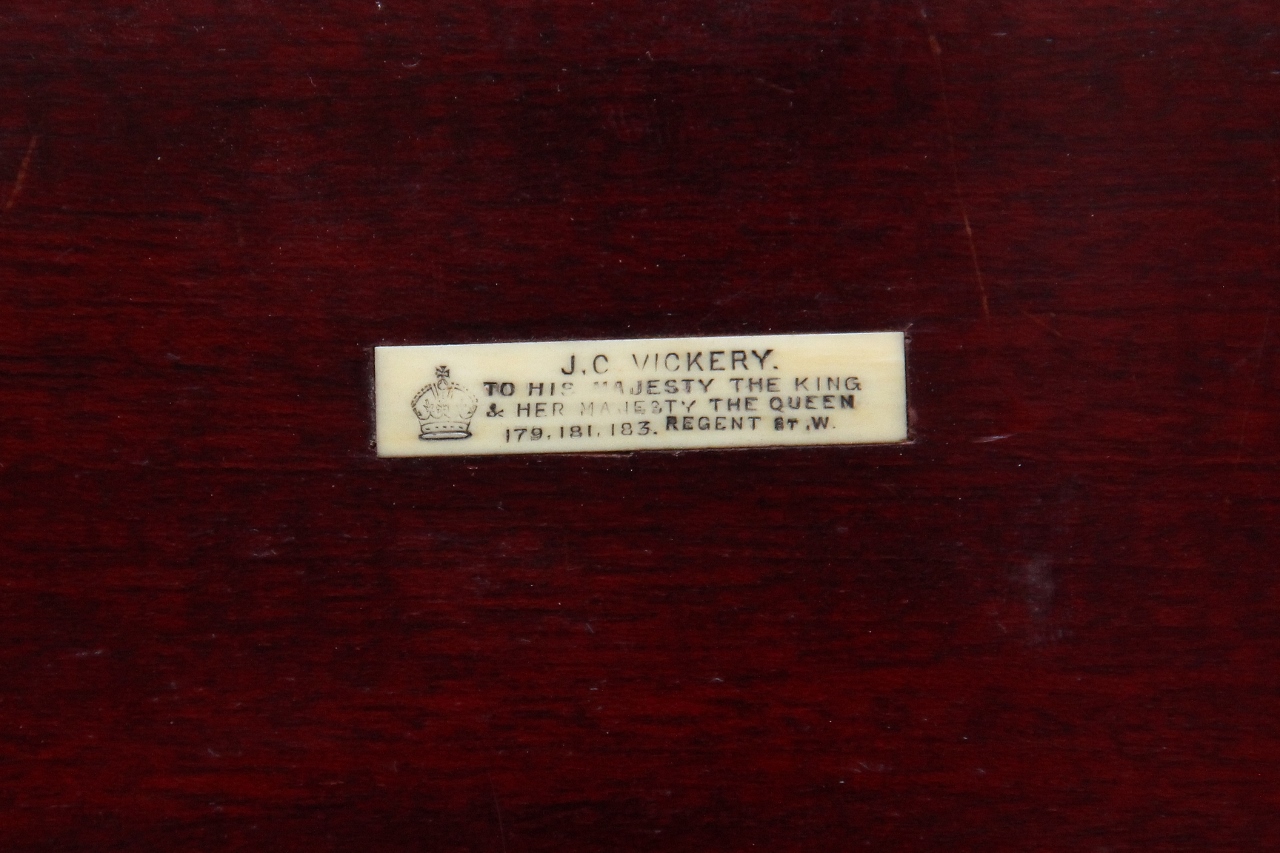 J.C. VICKERY.
TO HIS MAJESTY THE KING
& HER MAJESTY THE QUEEN
179.181.183. REGENT ST.W.